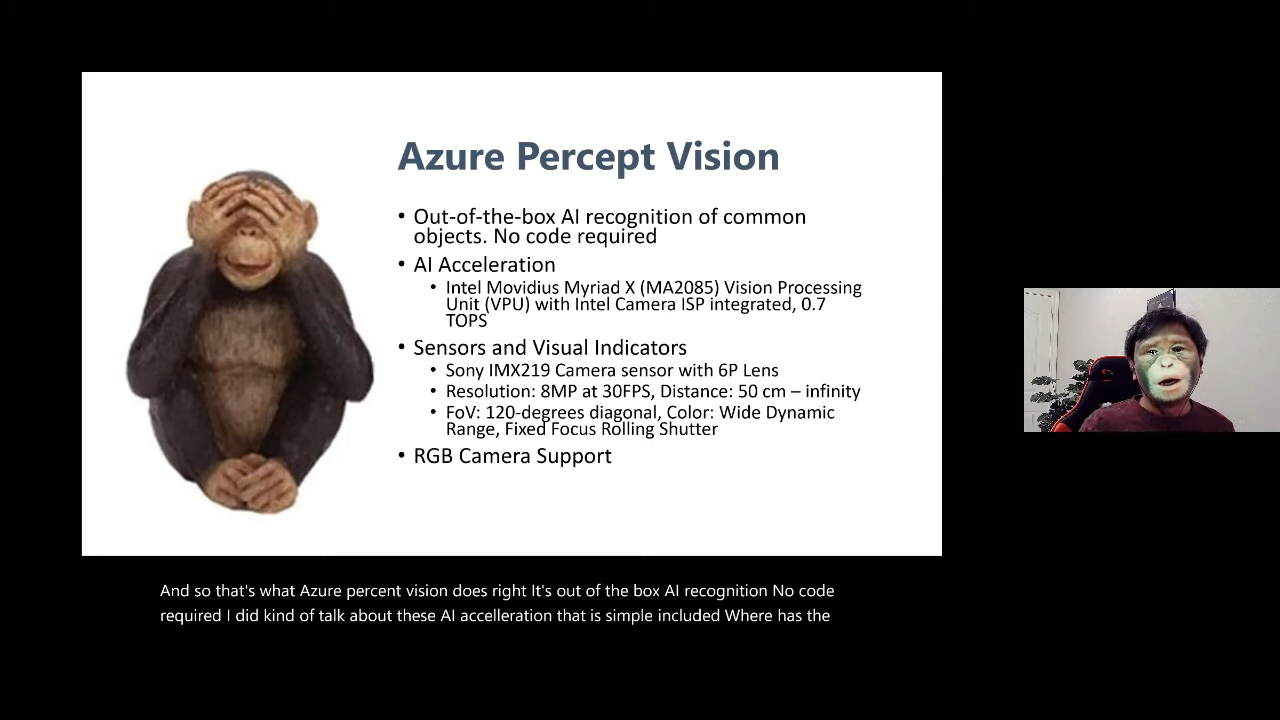 Azure Percept Vision
• Out-of-the-box AI recognition of common
objects. No code required
• AI Acceleration
• Intel Movidius Myriad X (MA2085) Vision Processing
Unit (VPU) with Intel Camera ISP integrated, 0.7
TOPS
• Sensors and Visual Indicators
• Sony IMX219 Camera sensor with 6P Lens
• Resolution: 8MP at 30FPS, Distance: 50 cm – infinity
• FoV: 120-degrees diagonal, Color: Wide Dynamic
Range, Fixed Focus Rolling Shutter
• RGB Camera Support
And so that's what Azure percent vision does right It's out of the box AI recognition No code
required I did kind of talk about these AI accelleration that is simple included Where has the